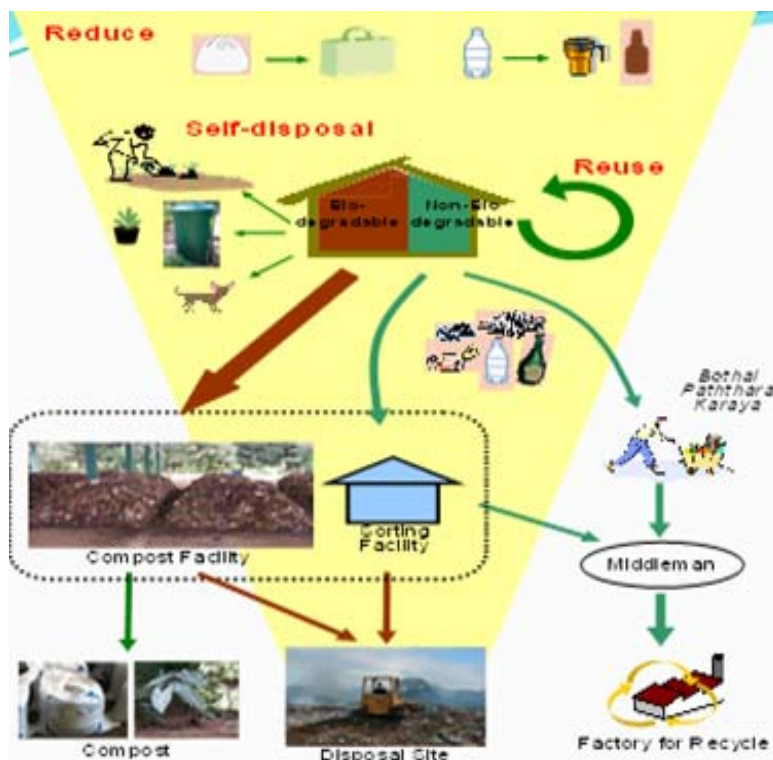 Reduce
Self-disposal
Reuse
Bio-
degradable
Non-Bio
degradable
Bothal
Paththara
Karaya
Compost Facility
Corting
Facility
Middleman
Compost
Disposal Site
Factory for Recycle